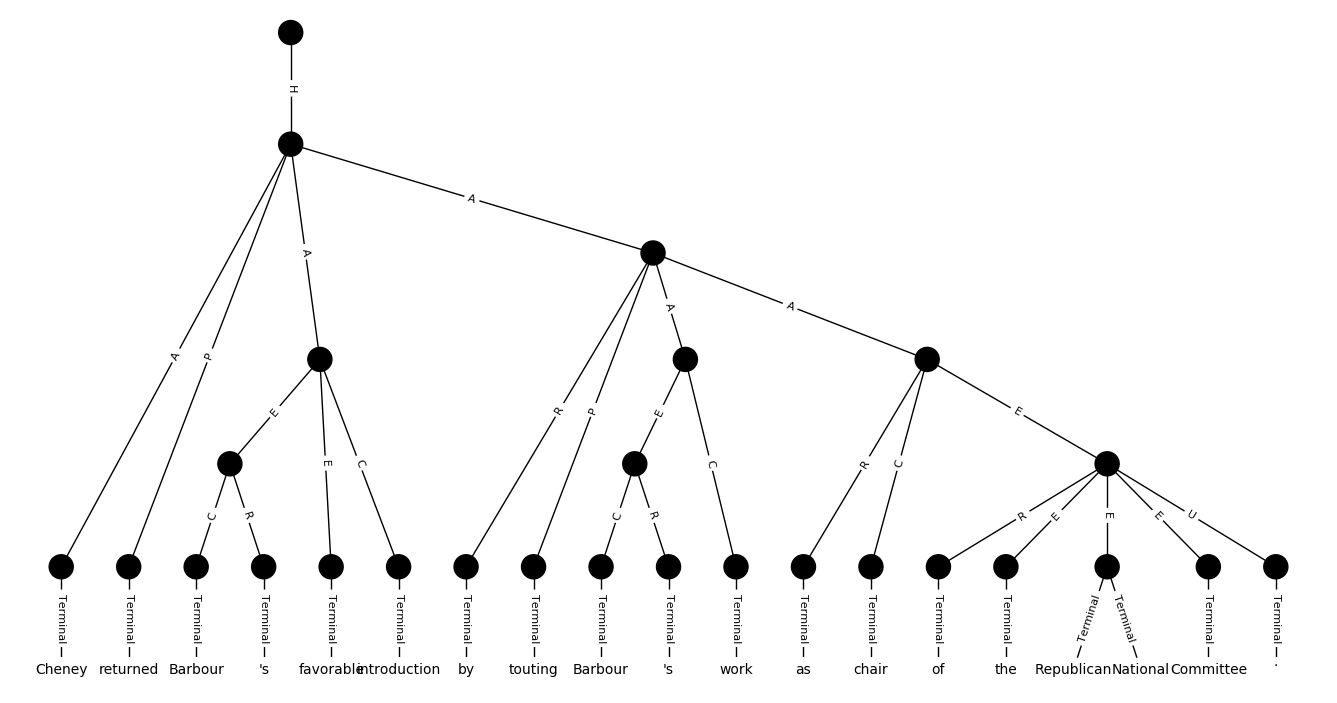 H
A
A
A
A
A
P
R
P
E
E
E
C
E
C
R
C
C
R
C
R
R
E
E
E
U
Terminal Terminal Terminal Terminal Terminal Terminal Terminal Terminal Terminal Terminal Terminal Terminal Terminal Terminal Terminal Terminal Terminal Terminal Terminal
Cheney returned Barbour 's favorable introduction by touting Barbour 's work as chair of the Republican National Committee .